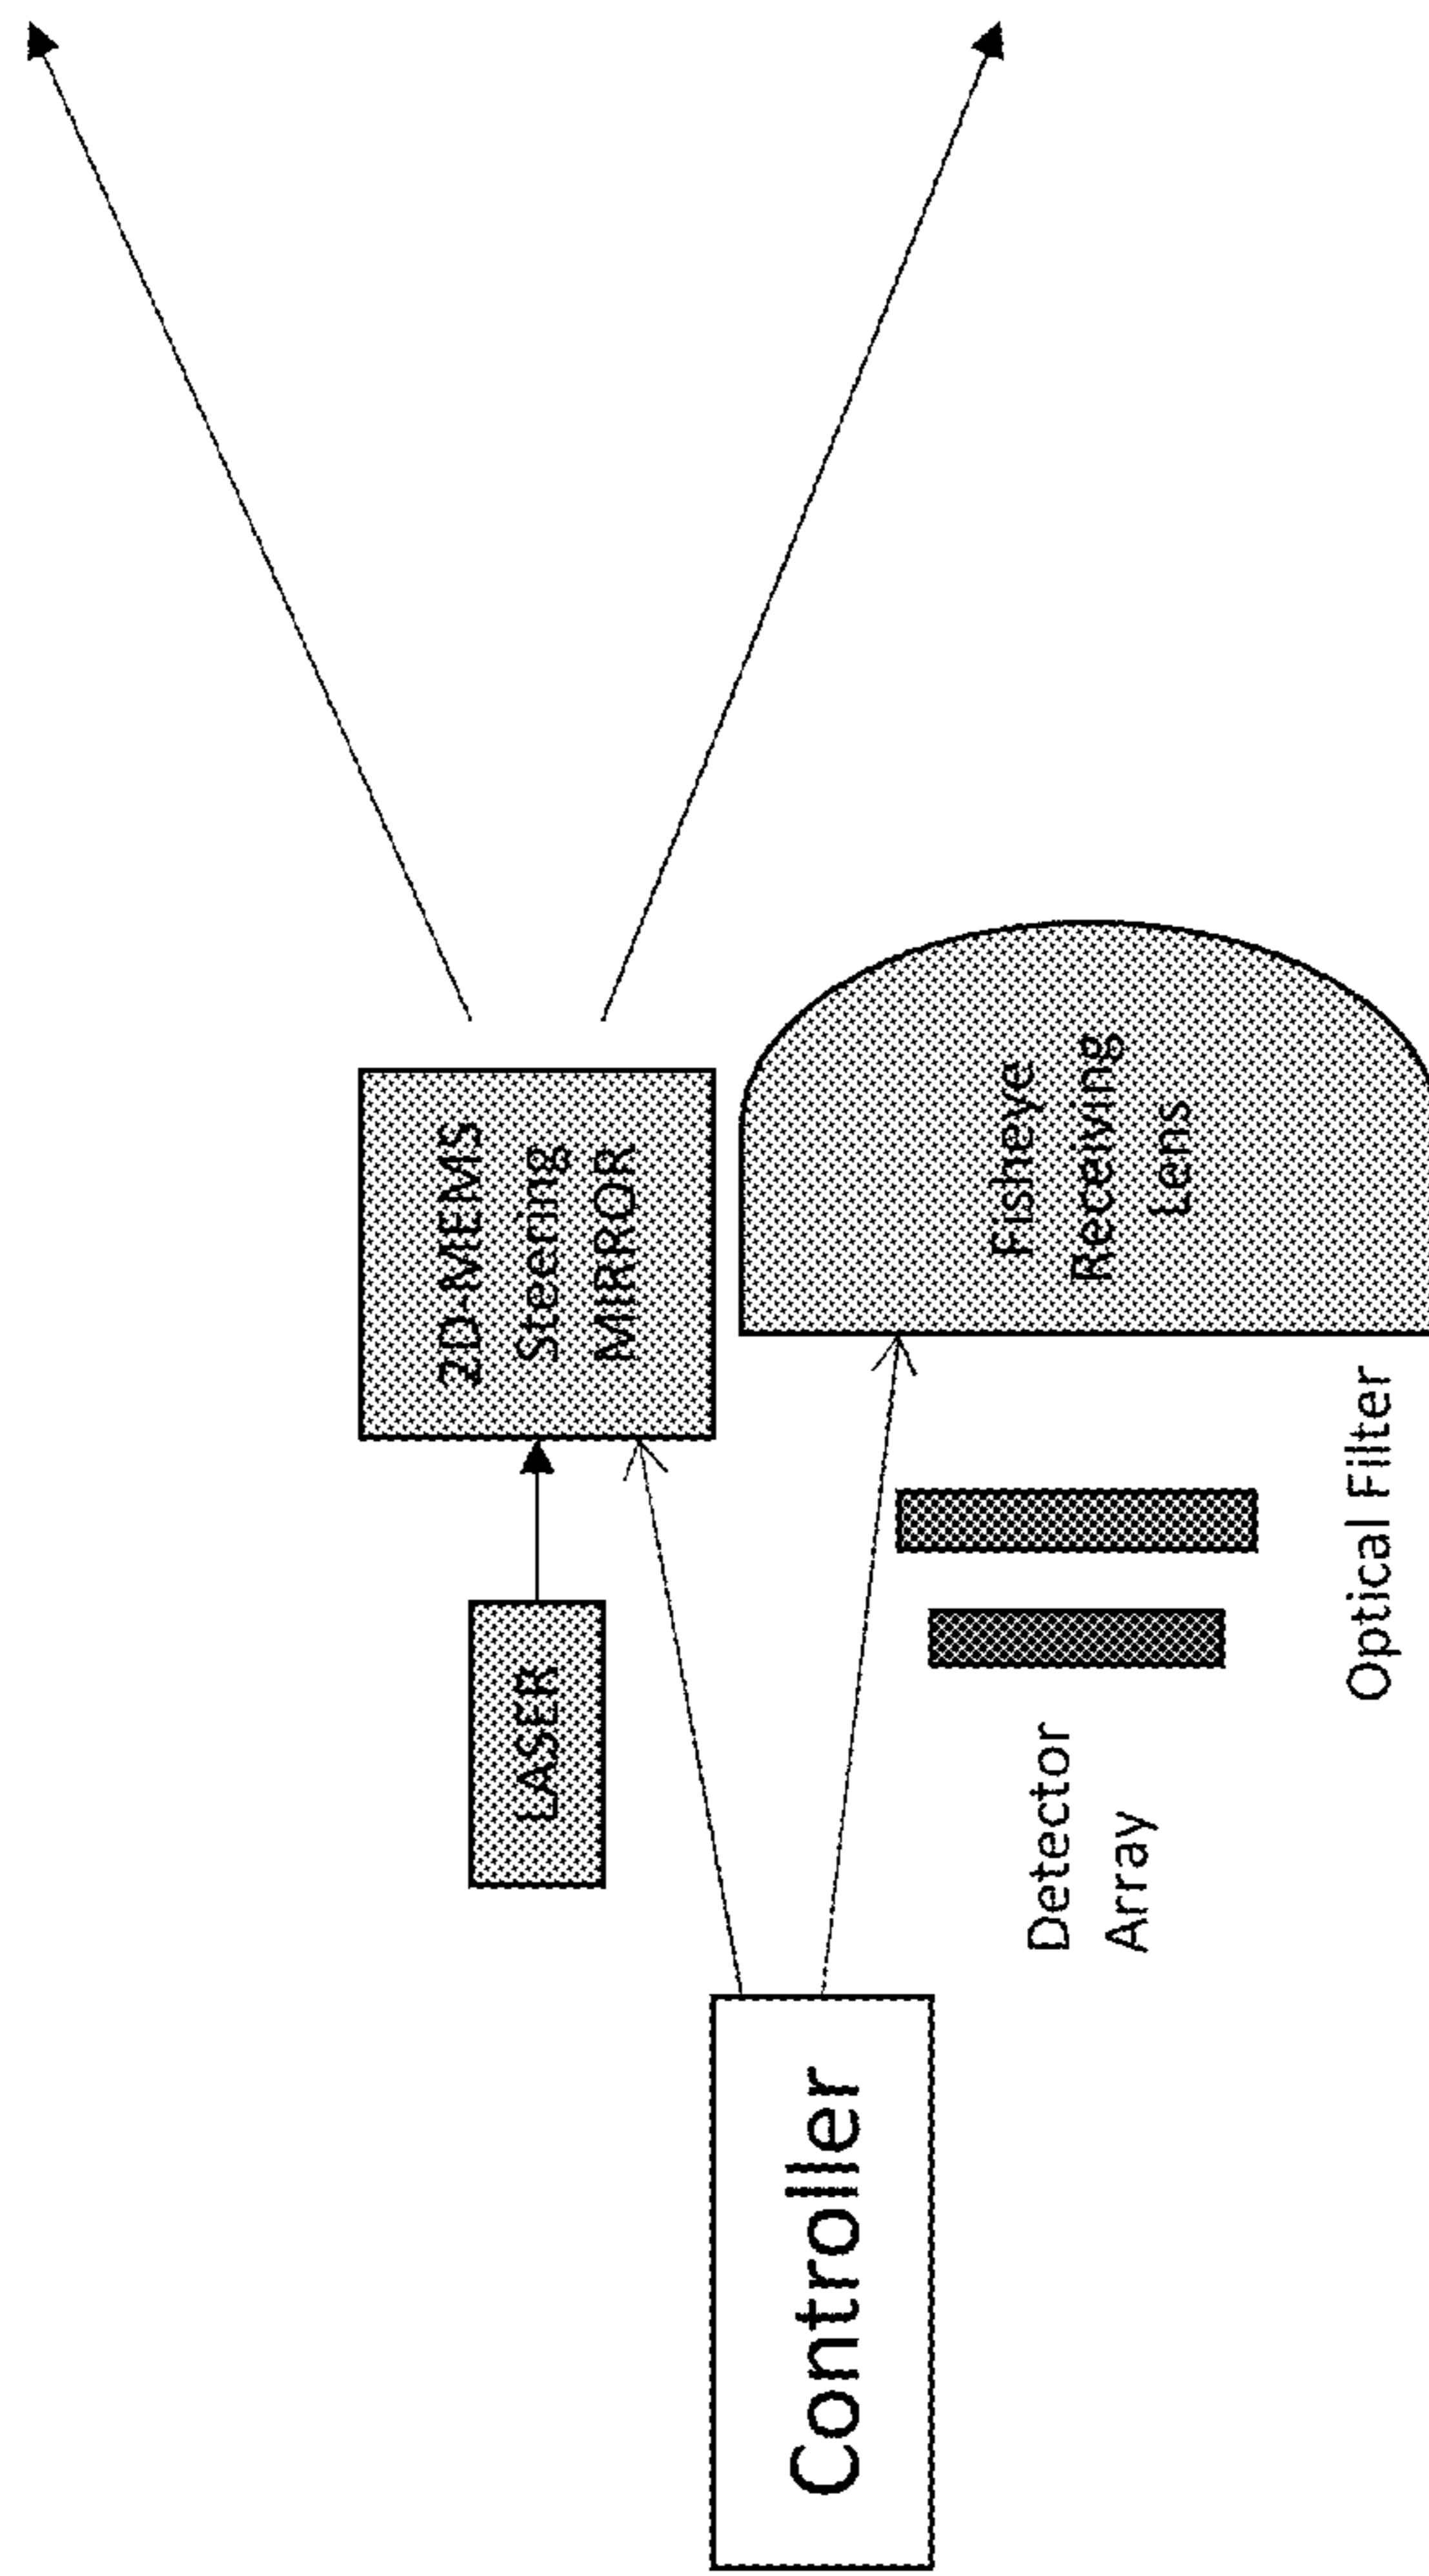 2D-MEMS
Steering
MIRROR
LASER
Fisheye
Receiving
Lens
Optical Filter
Detector
Array
Controller